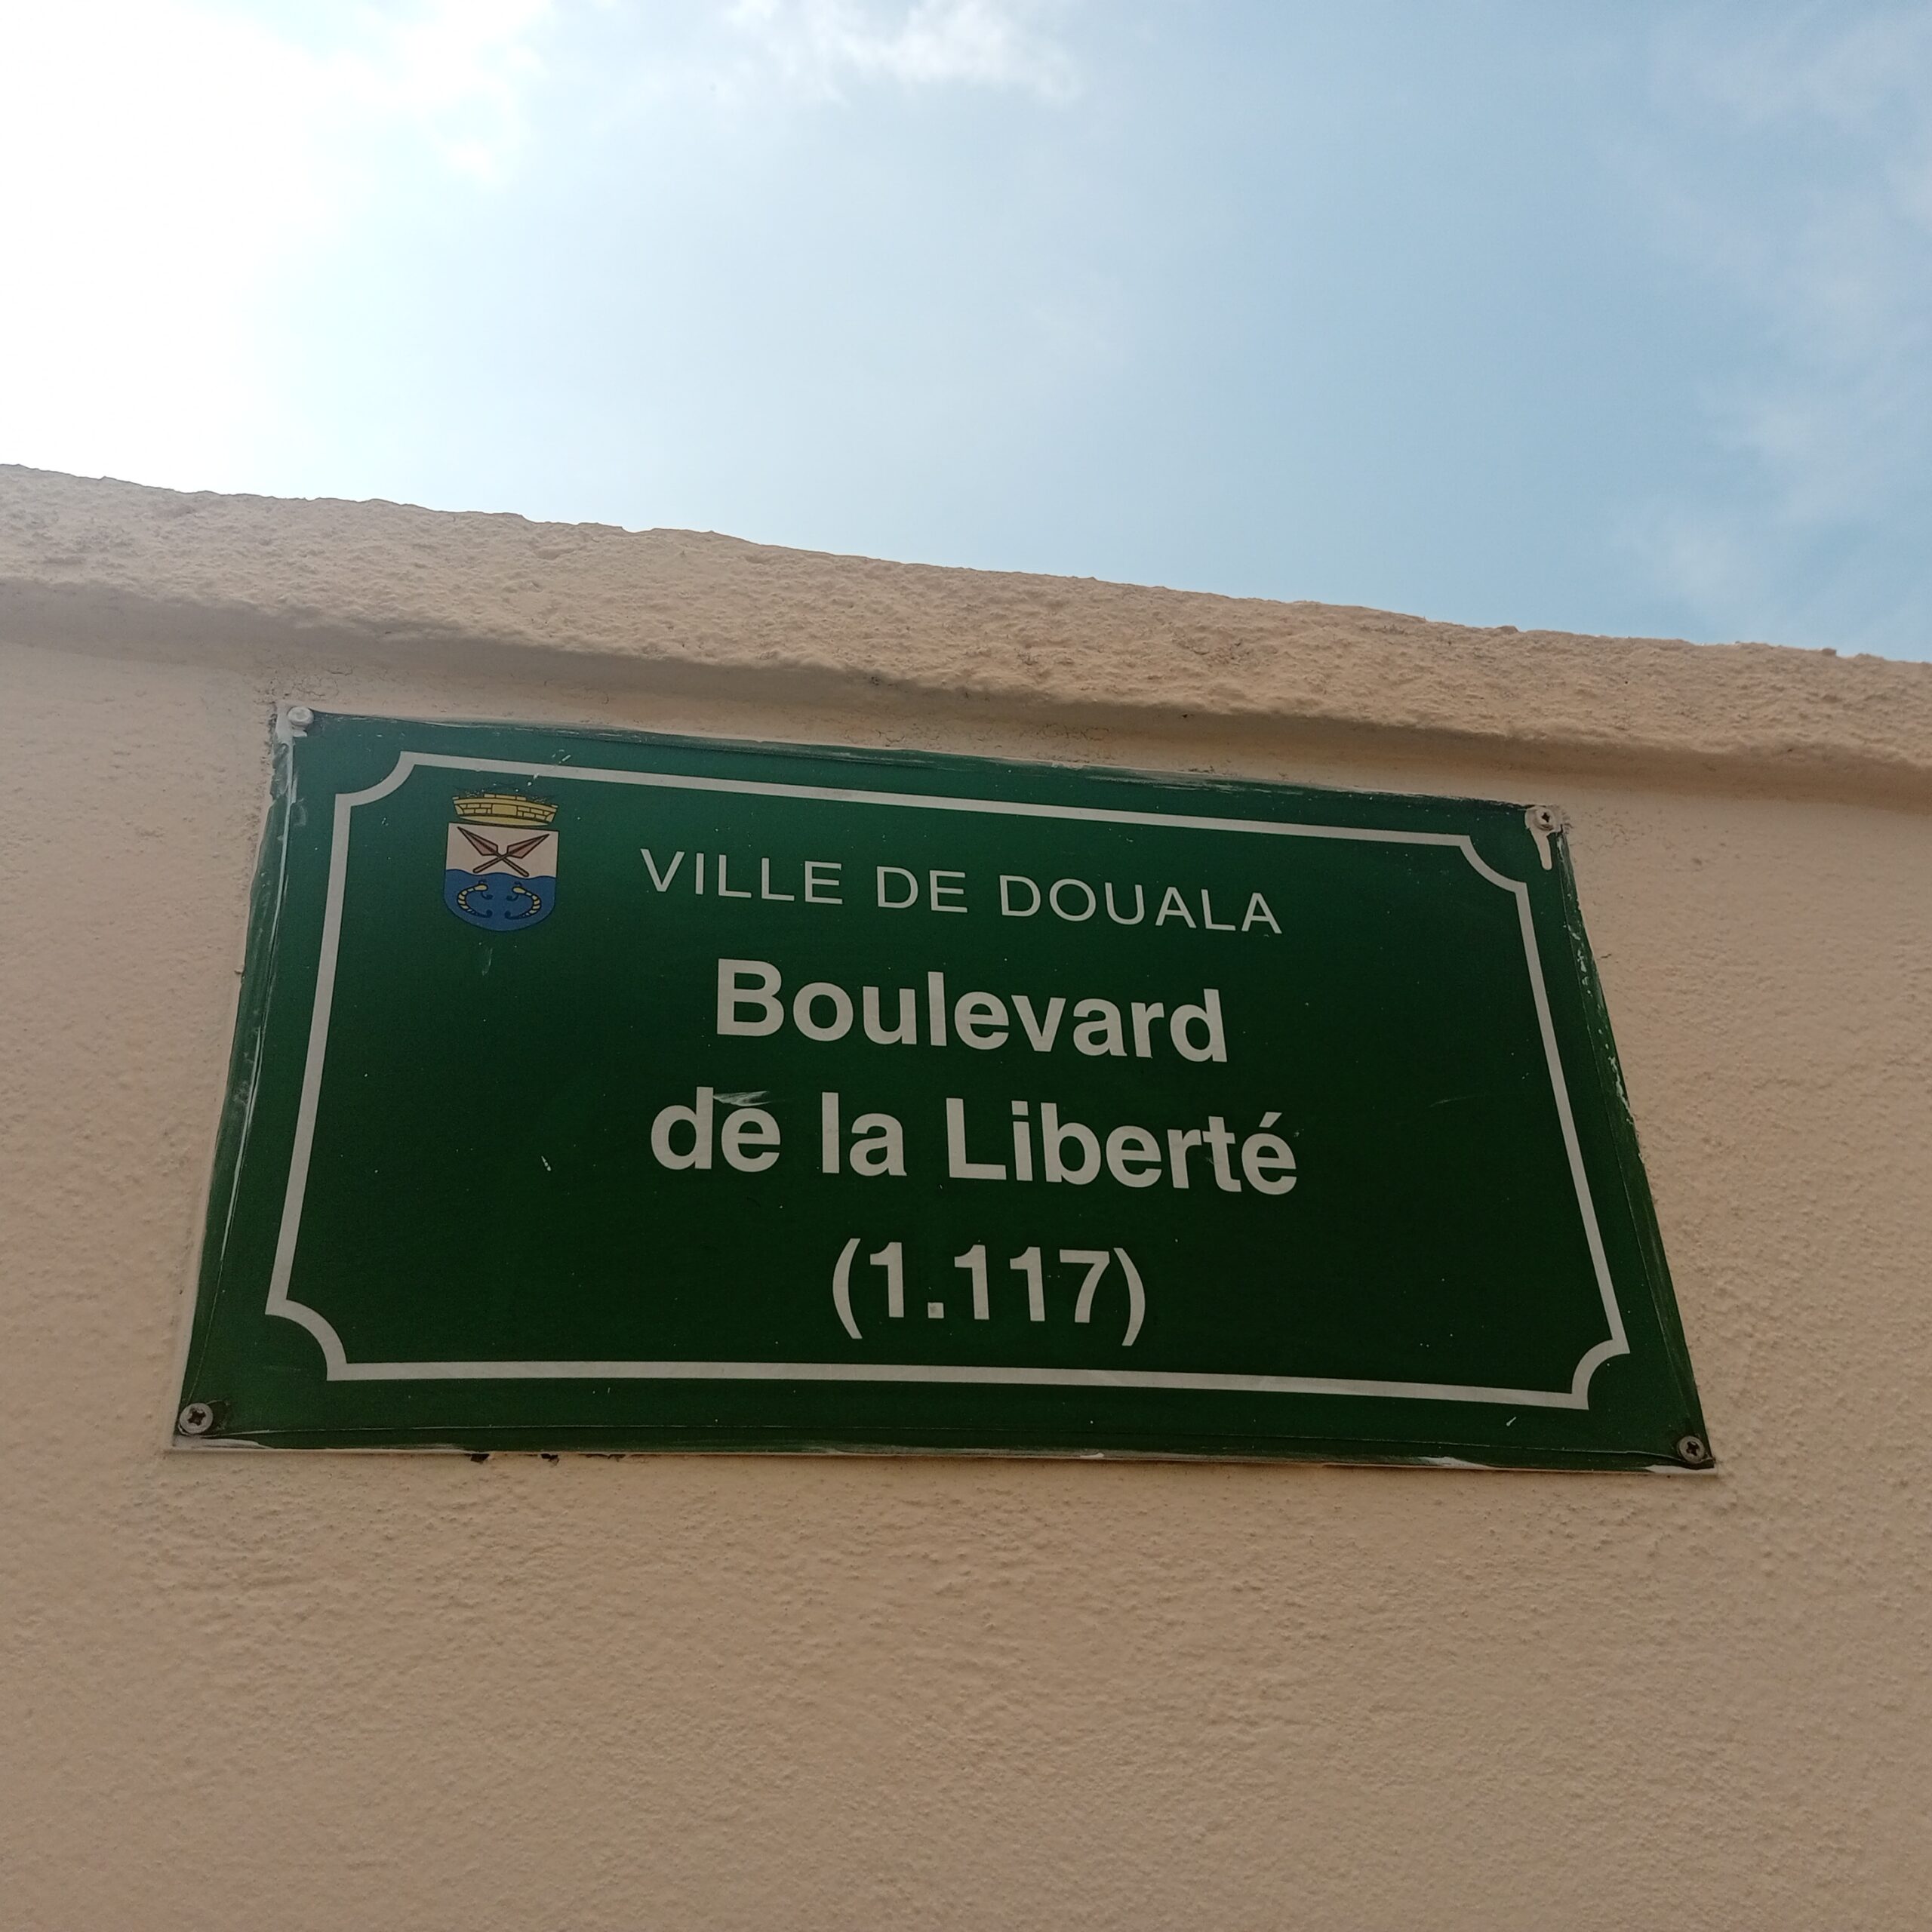 VILLE DE DOUALA
Boulevard
de la Liberté
(1.117)